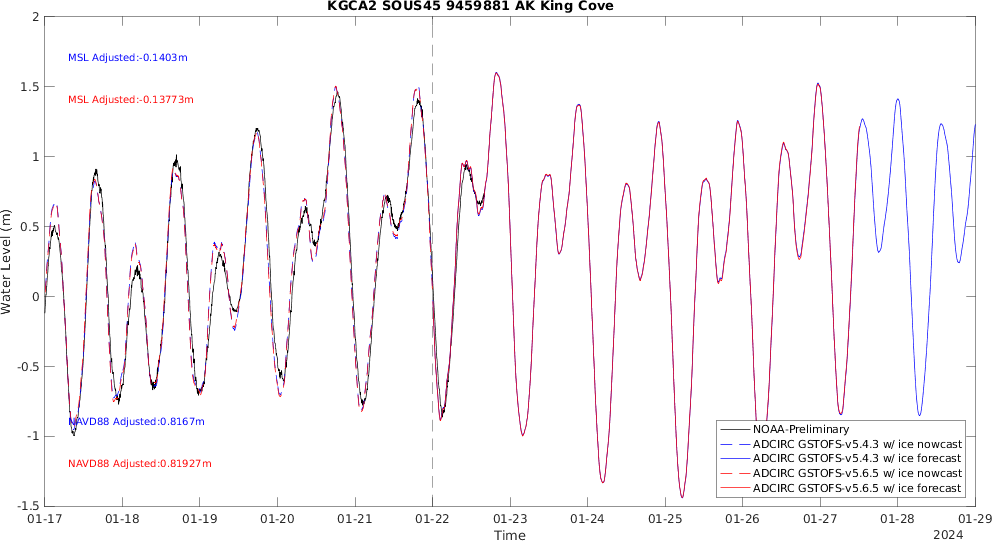 KGCA2 SOUS45 9459881 AK King Cove
MSL Adjusted:-0.1403m
MSL Adjusted:-0.13773m
NAVD88 Adjusted:0.8167m
NAVD88 Adjusted:0.81927m
Water Level (m)
2
1.5
1
0.5
0
-0.5
-1
-1.5
NOAA-Preliminary
ADCIRC GSTOFS-v5.4.3 w/ ice nowcast
ADCIRC GSTOFS-v5.4.3 w/ ice forecast
ADCIRC GSTOFS-v5.6.5 w/ ice nowcast
ADCIRC GSTOFS-v5.6.5 w/ ice forecast
01-17 01-18 01-19 01-20 01-21 01-22 01-23 01-24 01-25 01-26 01-27 01-28 01-29
Time
2024